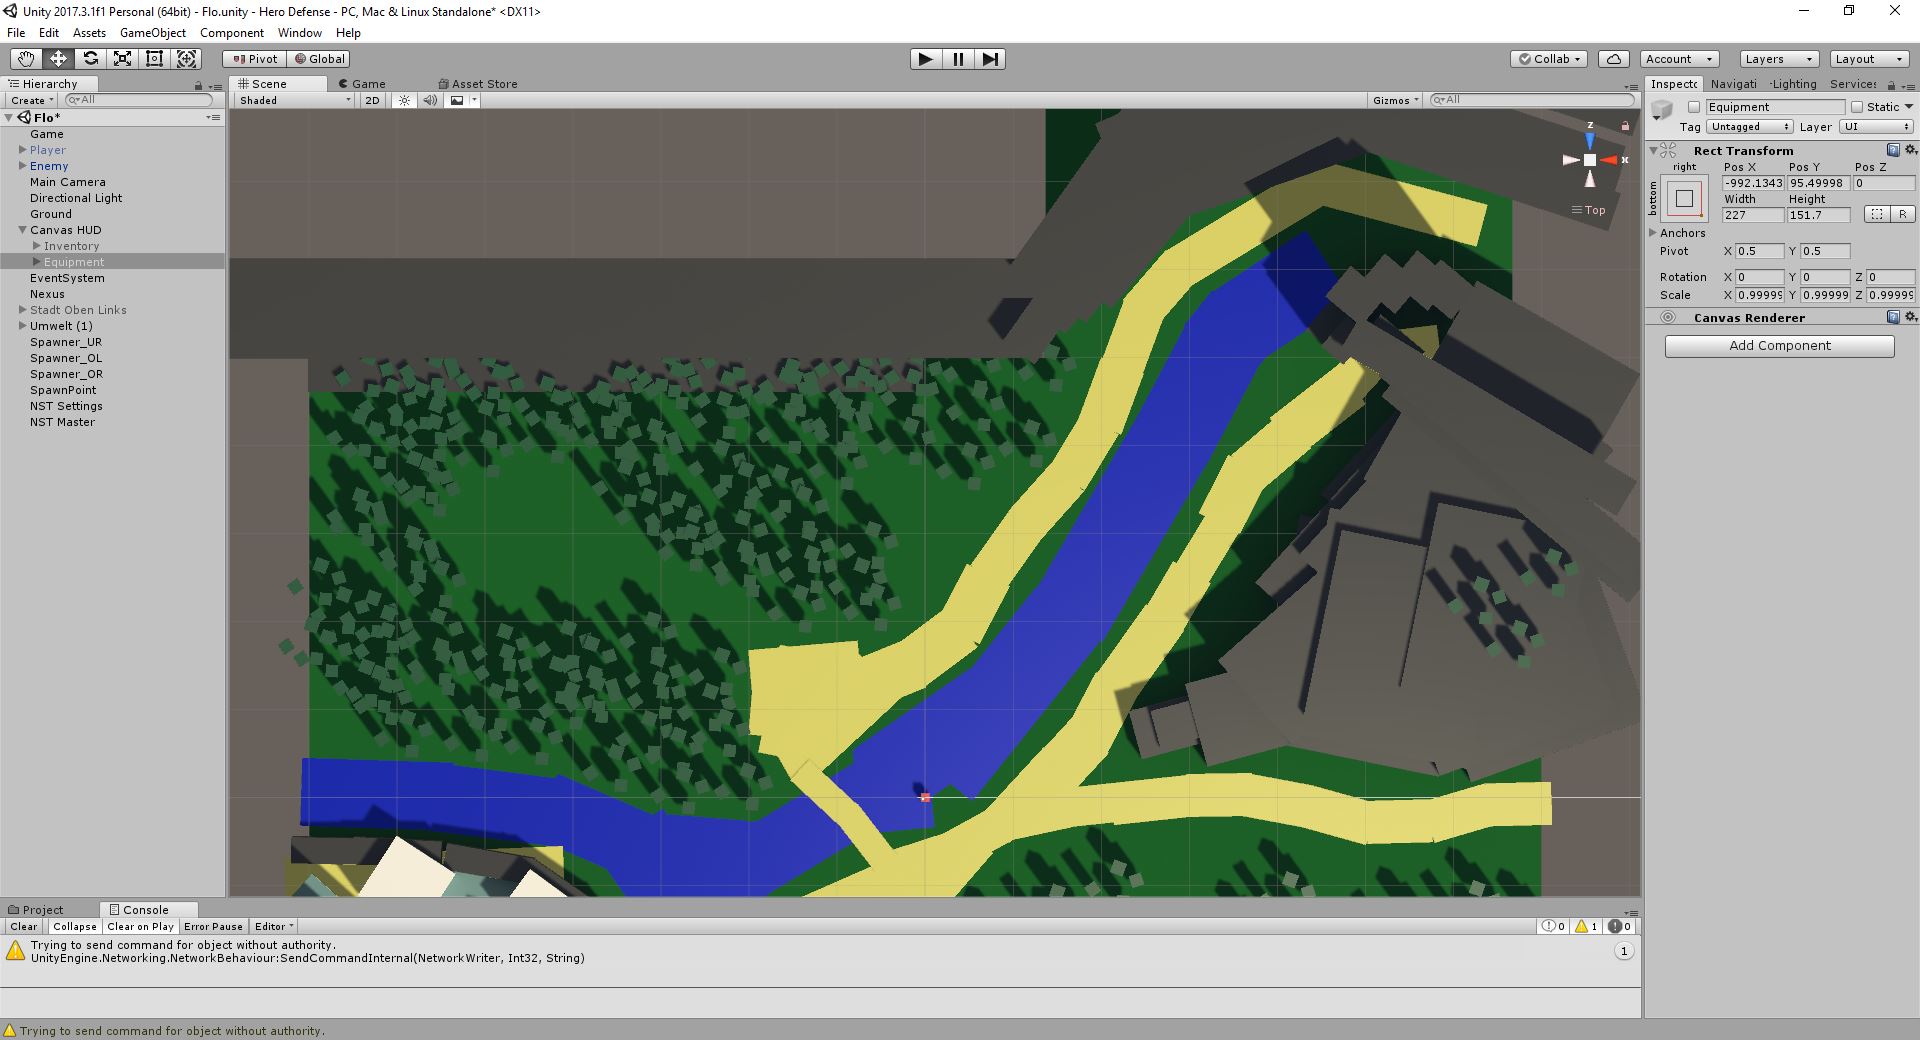 Unity 2017.3.1f1 Personal (64bit) - Flo.unity - Hero Defense - PC, Mac & Linux Standalone* <DX11>
File Edit Assets GameObject Component Window Help
Pivot Global Collab Account Layers Layout
Hierarchy
Create All
Flo*
Game
Player
Enemy
Main Camera
Directional Light
Ground
Canvas HUD
Inventory
Equipment
EventSystem
Nexus
Stadt Oben Links
Umwelt (1)
Spawner_UR
Spawner_OL
Spawner_OR
SpawnPoint
NST Settings
NST Master
Scene Game Asset Store
Shaded 2D Gizmos All
z
x
Top
Inspecto Navigati Lighting Services
Equipment Static
Tag Untagged Layer UI
Rect Transform
right Pos X Pos Y Pos Z
bottom
-992.1343 95.49998 0
Width Height
227 151.7 R
Anchors
Pivot X 0.5 Y 0.5
Rotation X 0 Y 0 Z 0
Scale X 0.99999 Y 0.99999 Z 0.99999
Canvas Renderer
Add Component
Project Console
Clear Collapse Clear on Play Error Pause Editor 0 1 0
Trying to send command for object without authority.
UnityEngine.Networking.NetworkBehaviour:SendCommandInternal(NetworkWriter, Int32, String)
1
Trying to send command for object without authority.